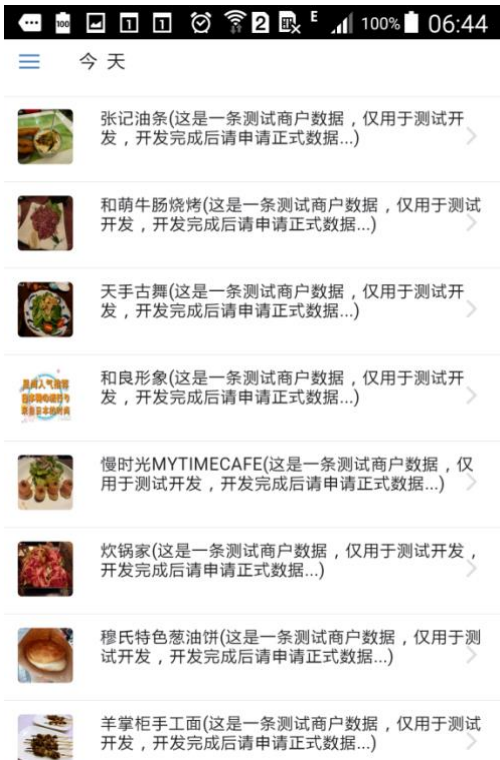 100% 06:44
今天
张记油条(这是一条测试商户数据，仅用于测试开
发，开发完成后请申请正式数据...)
和萌牛肠烧烤(这是一条测试商户数据，仅用于测试
开发，开发完成后请申请正式数据...)
天手古舞(这是一条测试商户数据，仅用于测试开
发，开发完成后请申请正式数据...)
和良形象(这是一条测试商户数据，仅用于测试开
发，开发完成后请申请正式数据...)
慢时光MYTIMECAFE(这是一条测试商户数据，仅
用于测试开发，开发完成后请申请正式数据...)
炊锅家(这是一条测试商户数据，仅用于测试开发，
开发完成后请申请正式数据...)
穆氏特色葱油饼(这是一条测试商户数据，仅用于测
试开发，开发完成后请申请正式数据...)
羊掌柜手工面(这是一条测试商户数据，仅用于测试
开发，开发完成后请申请正式数据...)